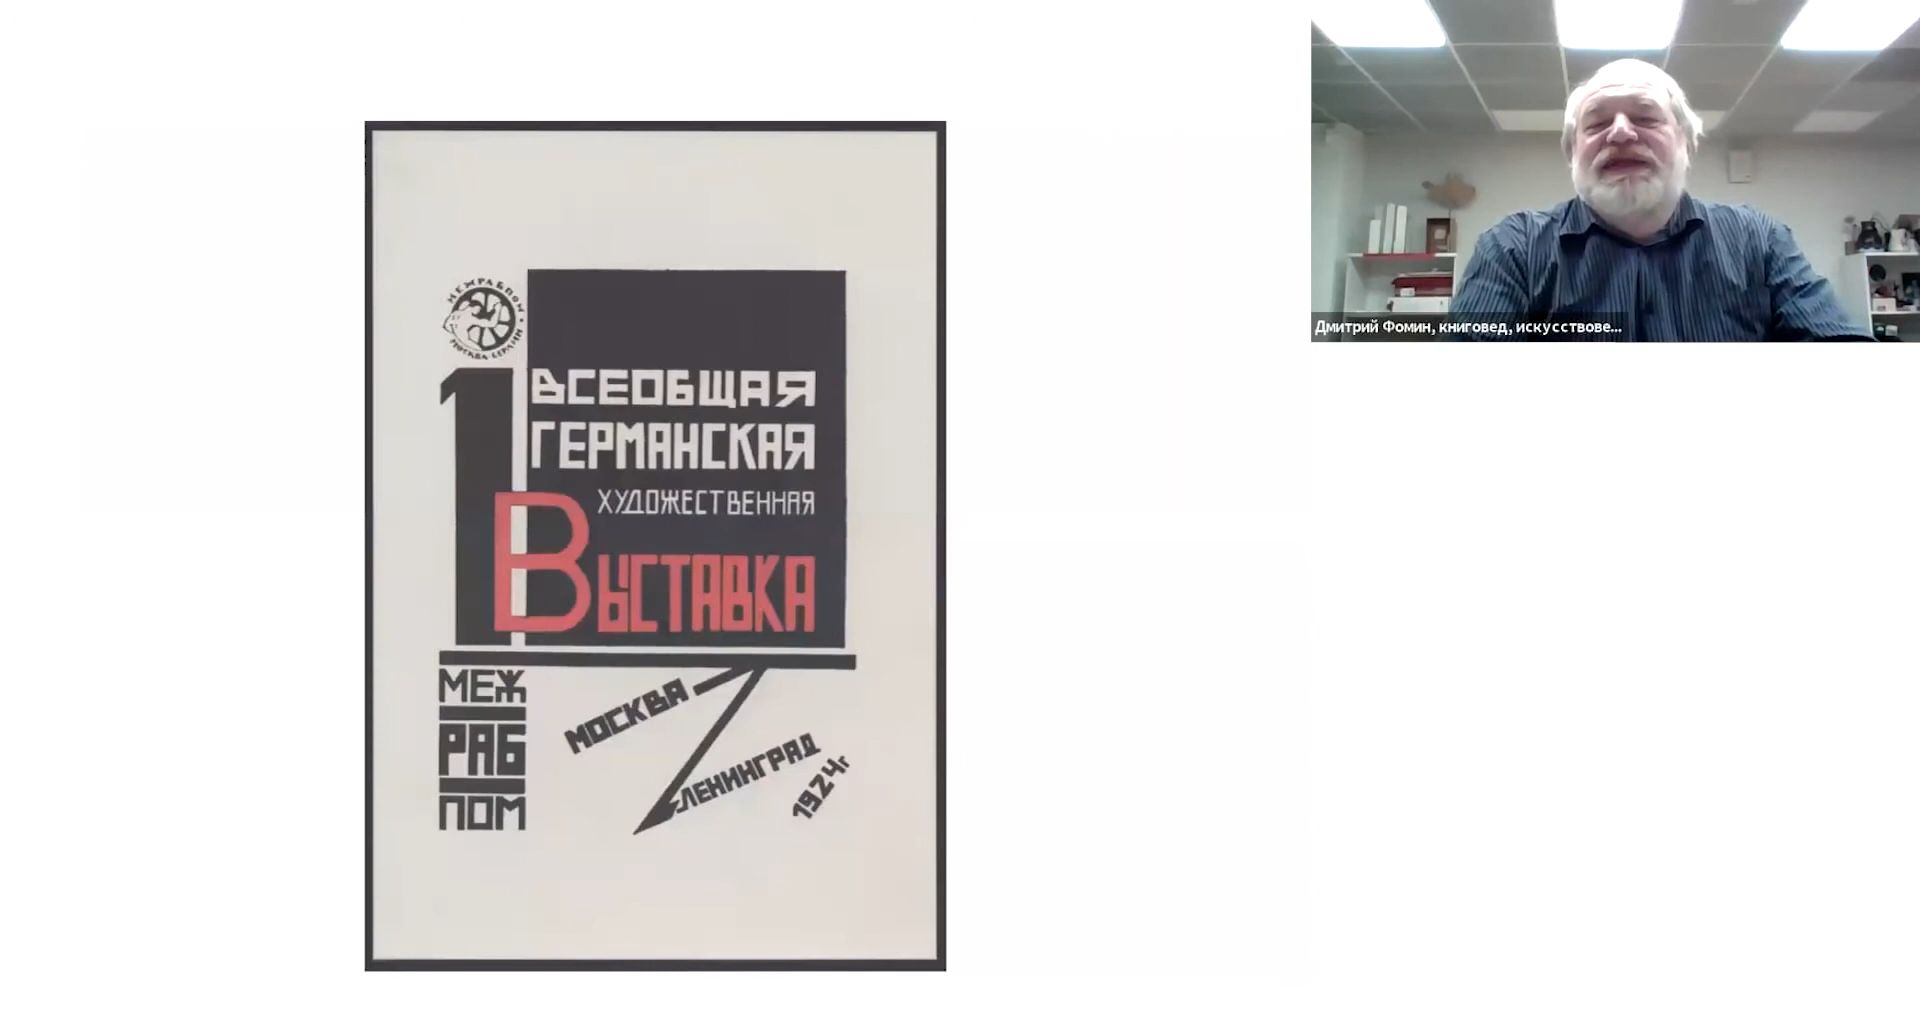 МЕЖРАБПОМ •
МОСКВА-БЕРЛИН
1 ВСЕОБЩАЯ
ГЕРМАНСКАЯ
ХУДОЖЕСТВЕННАЯ
ВЫСТАВКА
МЕЖ
РАБ
ПОМ
МОСКВА
ЛЕНИНГРАД
1924г
Дмитрий Фомин, книговед, искусствове...